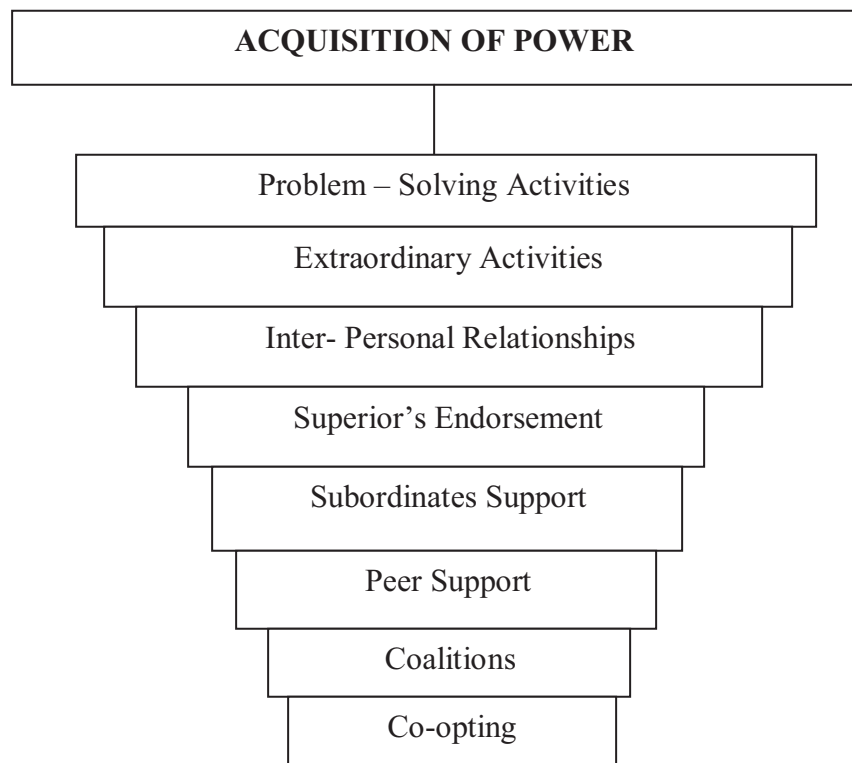 ACQUISITION OF POWER
Problem – Solving Activities
Extraordinary Activities
Inter- Personal Relationships
Superior’s Endorsement
Subordinates Support
Peer Support
Coalitions
Co-opting